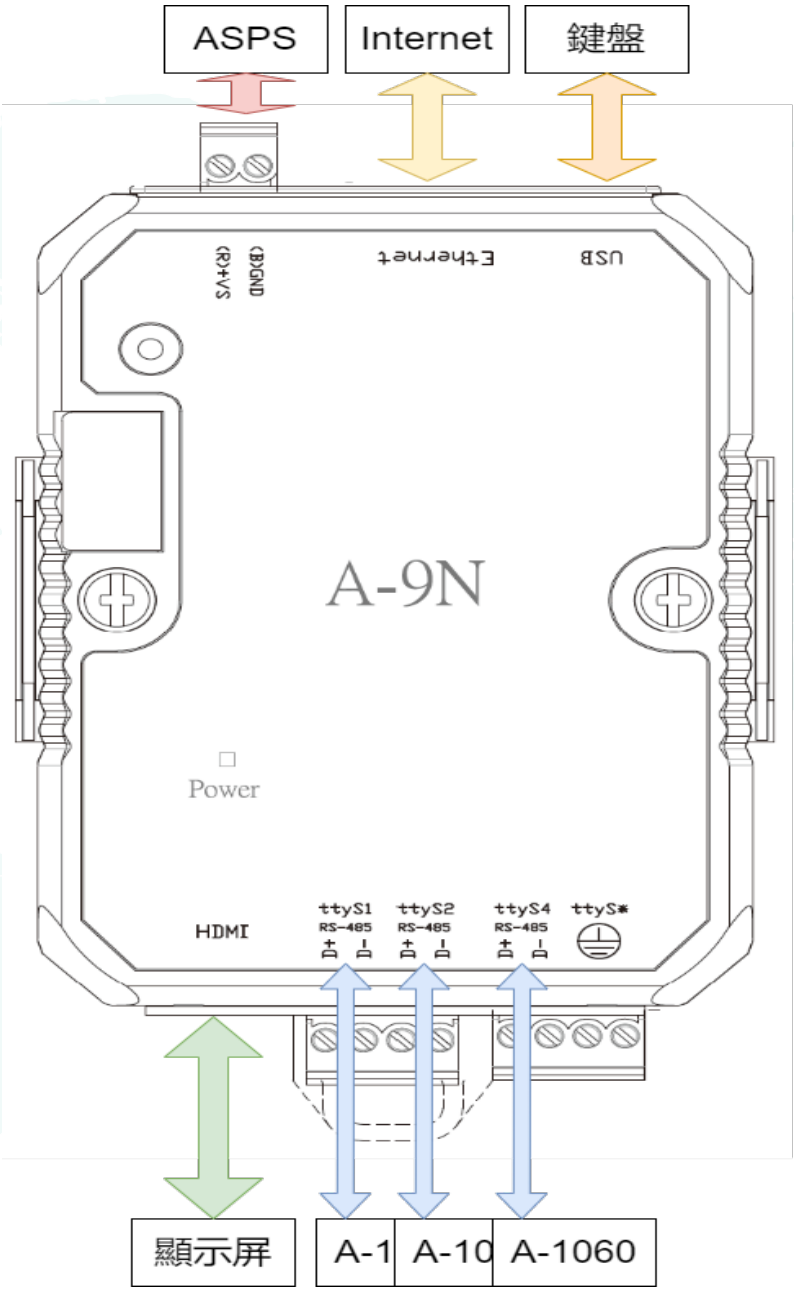 ASPS
Internet
鍵盤
(R)+VS
(B)GND
Ethernet
USB
A-9N
Power
HDMI
ttyS1
RS-485
+ -
ttyS2
RS-485
+ -
ttyS4
RS-485
+ -
ttyS*
顯示屏
A-1
A-10
A-1060